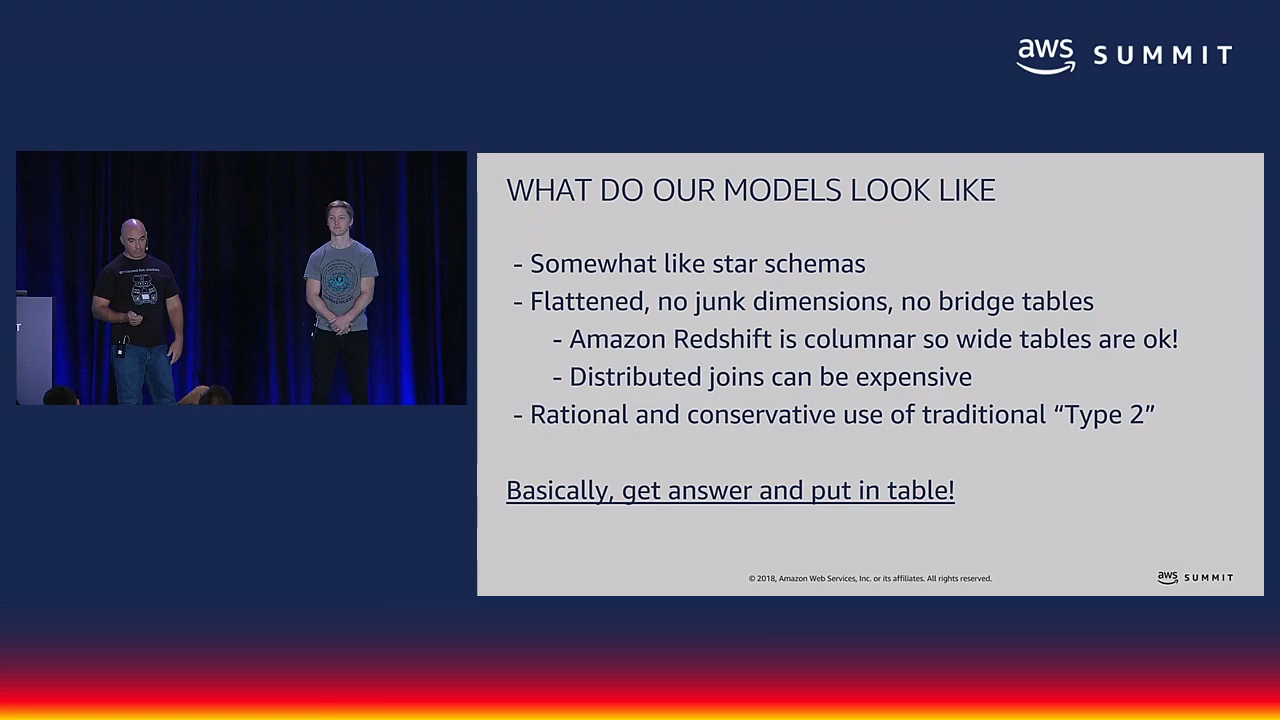 aws SUMMIT
WHAT DO OUR MODELS LOOK LIKE
- Somewhat like star schemas
- Flattened, no junk dimensions, no bridge tables
- Amazon Redshift is columnar so wide tables are ok!
- Distributed joins can be expensive
- Rational and conservative use of traditional “Type 2”
Basically, get answer and put in table!
© 2018, Amazon Web Services, Inc. or its affiliates. All rights reserved.
aws SUMMIT
T